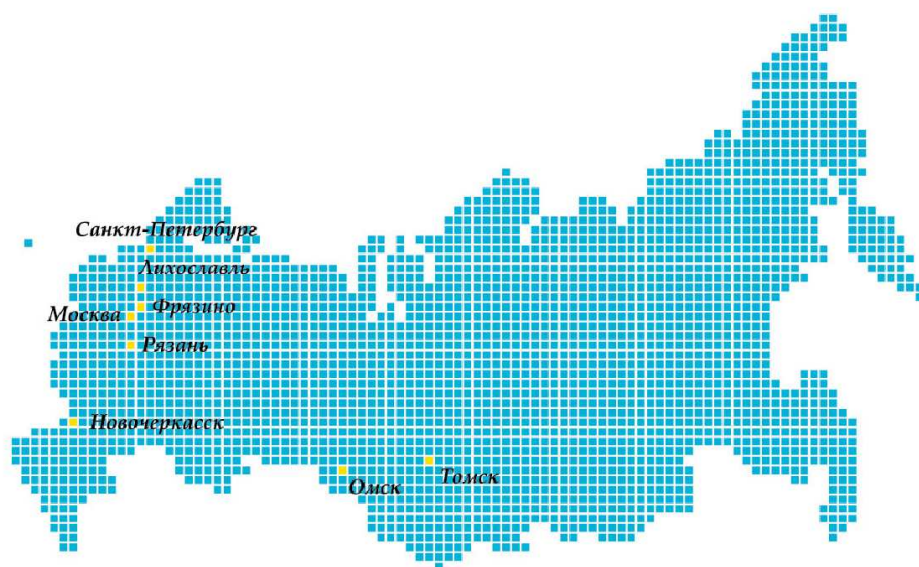 Санкт-Петербург
Лихославль
Фрязино
Москва
Рязань
Новочеркасск
Томск
Омск